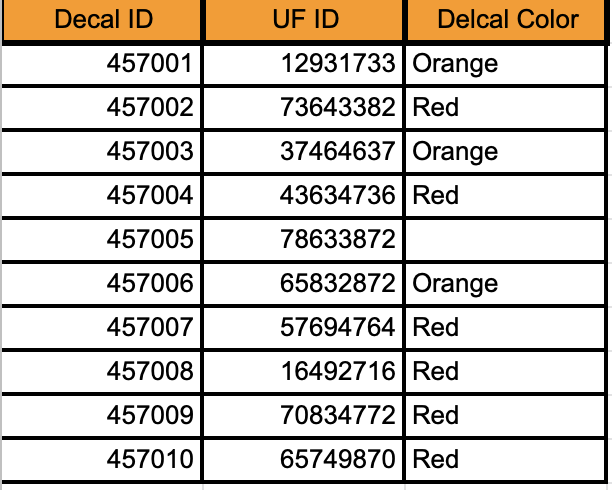 Decal ID UF ID Delcal Color
457001 12931733 Orange
457002 73643382 Red
457003 37464637 Orange
457004 43634736 Red
457005 78633872
457006 65832872 Orange
457007 57694764 Red
457008 16492716 Red
457009 70834772 Red
457010 65749870 Red